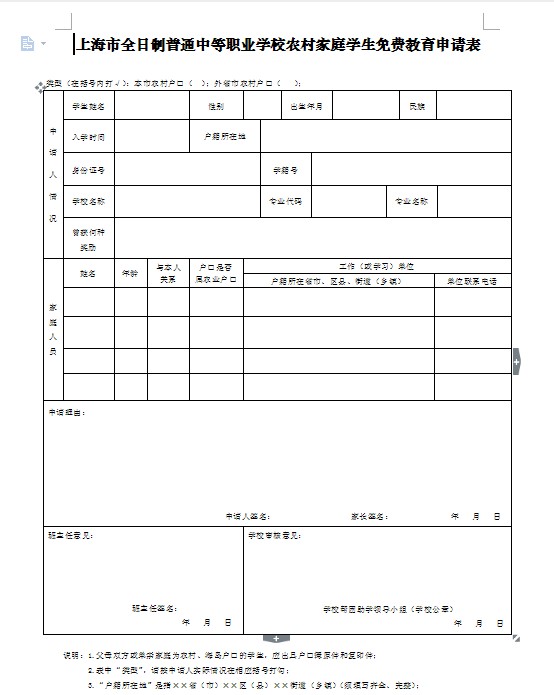 上海市全日制普通中等职业学校农村家庭学生免费教育申请表
类型（在括号内打√）：本市农村户口（ ）；外省市农村户口（ ）；
申请人情况
学生姓名 性别 出生年月 民族
入学时间 户籍所在地
身份证号 学籍号
学校名称 专业代码 专业名称
曾获何种
奖励
家庭人员
姓名 年龄 与本人关系 户口是否属农业户口 工作（或学习）单位
户籍所在省市、区县、街道（乡镇） 单位联系电话
申请理由：
申请人签名： 家长签名： 年 月 日
班主任意见： 学校审核意见：
班主任签名： 学校帮困助学领导小组（学校公章）
年 月 日 年 月 日
说明：1.父母双方或单亲家庭为农村、海岛户口的学生，应出具户口簿原件和复印件；
2.表中“类型”，请按申请人实际情况在相应括号打勾；
3.“户籍所在地”是指××省（市）××区（县）××街道（乡镇）（须填写齐全、完整）；